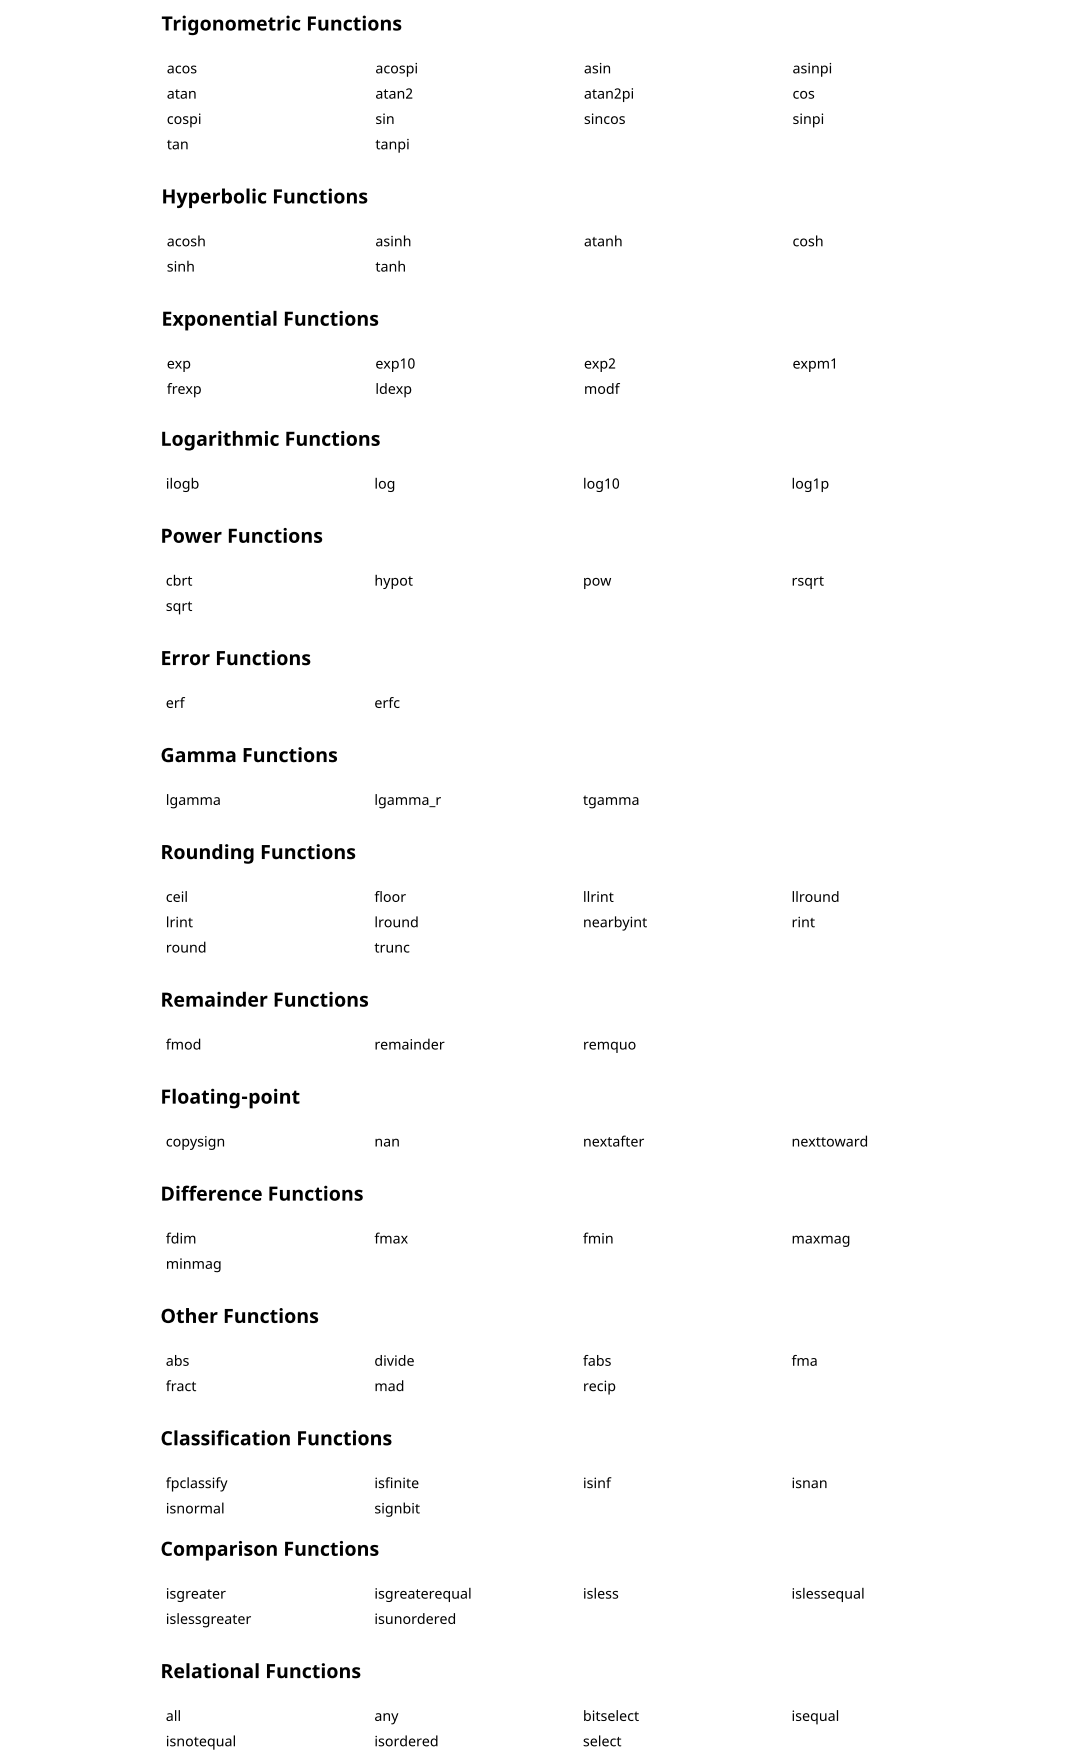 Trigonometric Functions
acos acospi asin asinpi
atan atan2 atan2pi cos
cospi sin sincos sinpi
tan tanpi
Hyperbolic Functions
acosh asinh atanh cosh
sinh tanh
Exponential Functions
exp exp10 exp2 expm1
frexp ldexp modf
Logarithmic Functions
ilogb log log10 log1p
Power Functions
cbrt hypot pow rsqrt
sqrt
Error Functions
erf erfc
Gamma Functions
lgamma lgamma_r tgamma
Rounding Functions
ceil floor llrint llround
lrint lround nearbyint rint
round trunc
Remainder Functions
fmod remainder remquo
Floating-point
copysign nan nextafter nexttoward
Difference Functions
fdim fmax fmin maxmag
minmag
Other Functions
abs divide fabs fma
fract mad recip
Classification Functions
fpclassify isfinite isinf isnan
isnormal signbit
Comparison Functions
isgreater isgreaterequal isless islessequal
islessgreater isunordered
Relational Functions
all any bitselect isequal
isnotequal isordered select